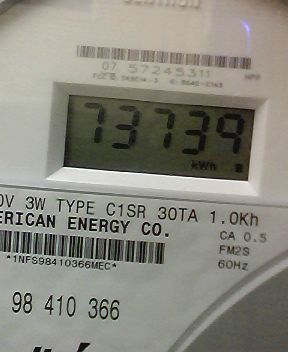 07 57245311
73739
kWh
0V 3W TYPE C1SR 30TA 1.0Kh
ERICAN ENERGY CO.
CA 0.5
FM2S
*1NFS98410366MEC*
60Hz
98 410 366